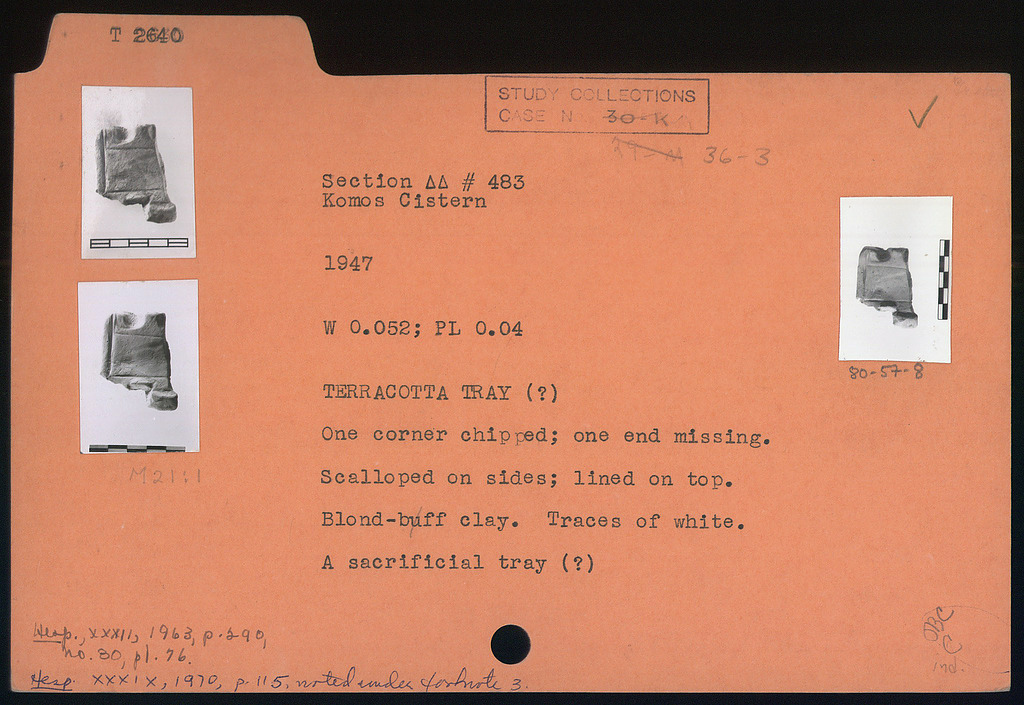 T 2640
STUDY COLLECTIONS
CASE N 30-K
39-M 36-3
Section ΔΔ # 483
Komos Cistern
1947
W 0.052; PL 0.04
80-57-8
TERRACOTTA TRAY (?)
One corner chipped; one end missing.
M21:1
Scalloped on sides; lined on top.
Blond-buff clay. Traces of white.
A sacrificial tray (?)
Hesp., XXXII, 1963, p. 290,
no. 80, pl. 76.
Hesp. XXXIX, 1970, p. 115, noted under footnote 3.
OBC
C
ind.